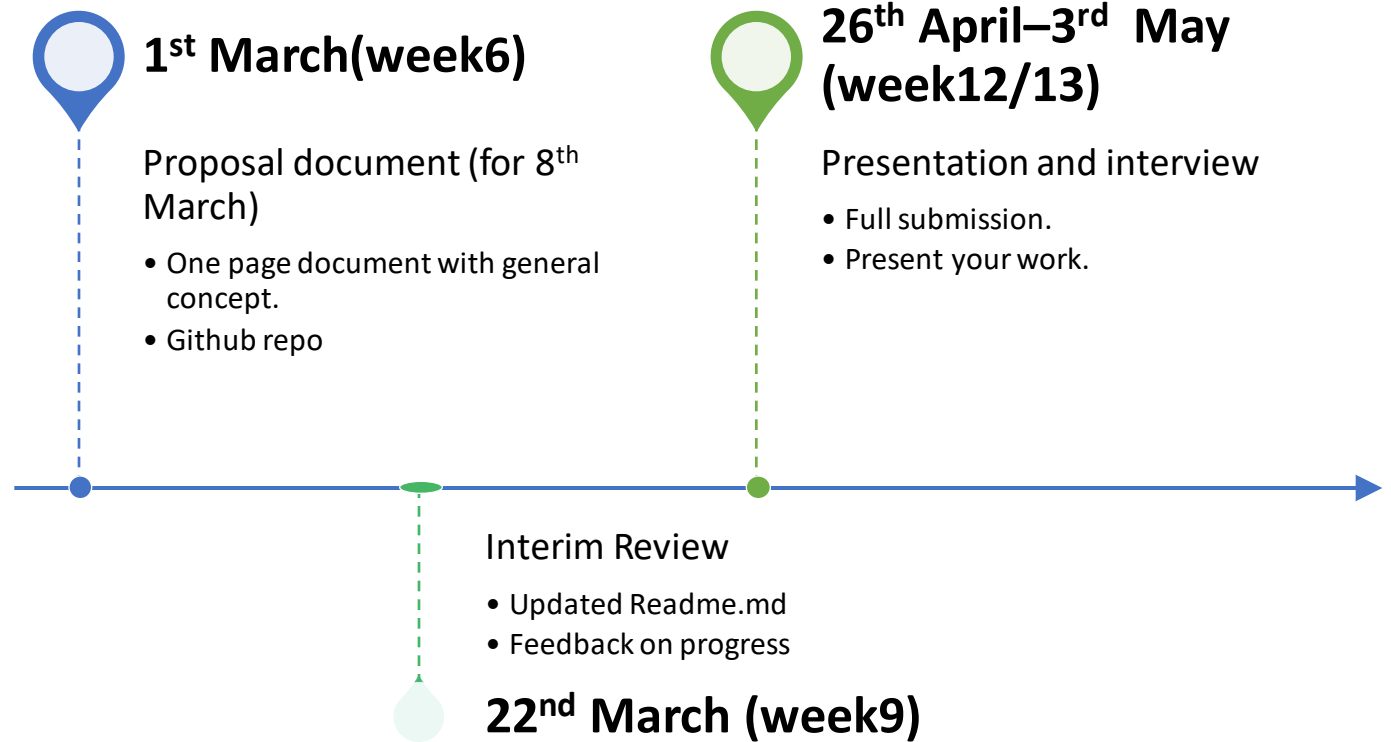 1st March(week6)
Proposal document (for 8th
March)
• One page document with general
concept.
• Github repo
26th April–3rd May
(week12/13)
Presentation and interview
• Full submission.
• Present your work.
Interim Review
• Updated Readme.md
• Feedback on progress
22nd March (week9)